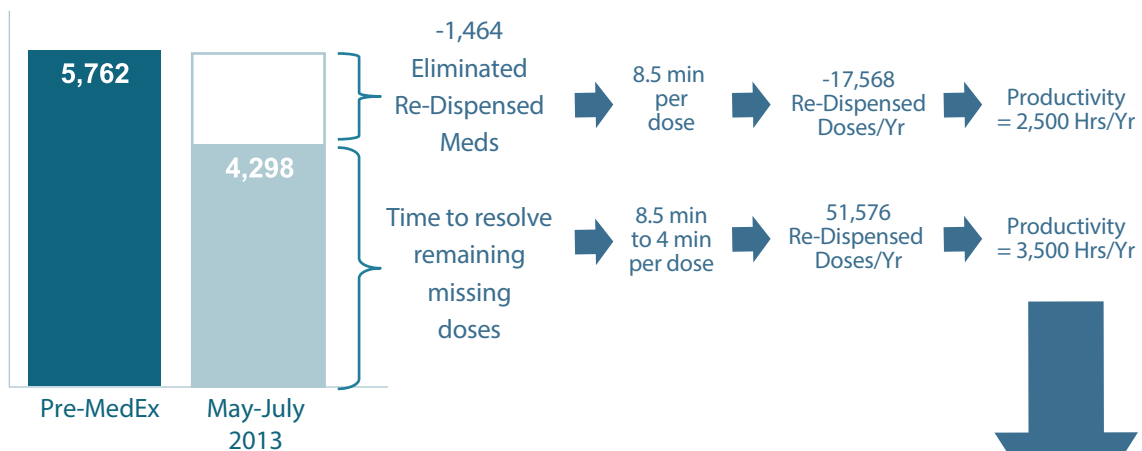 5,762
4,298
Pre-MedEx
May-July
2013
-1,464
Eliminated
Re-Dispensed
Meds
8.5 min
per
dose
-17,568
Re-Dispensed
Doses/Yr
Productivity
= 2,500 Hrs/Yr
Time to resolve
remaining
missing
doses
8.5 min
to 4 min
per dose
51,576
Re-Dispensed
Doses/Yr
Productivity
= 3,500 Hrs/Yr